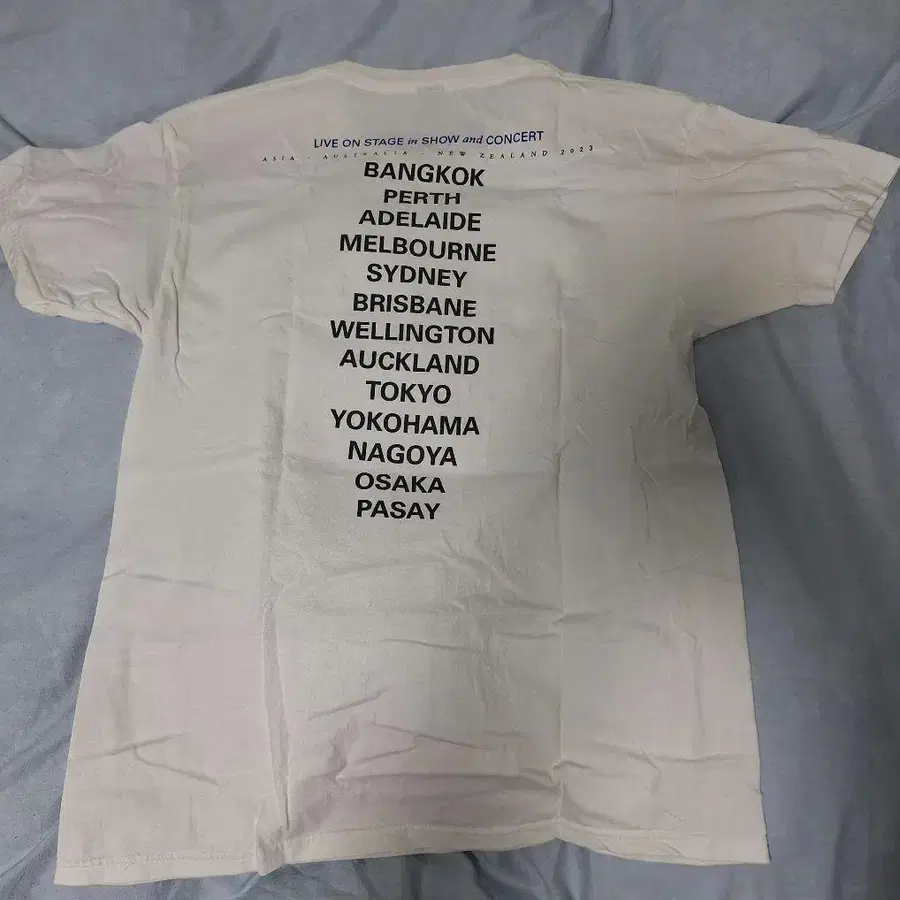 LIVE ON STAGE in SHOW and CONCERT
ASIA - AUSTRALIA - NEW ZEALAND 2023
BANGKOK
PERTH
ADELAIDE
MELBOURNE
SYDNEY
BRISBANE
WELLINGTON
AUCKLAND
TOKYO
YOKOHAMA
NAGOYA
OSAKA
PASAY